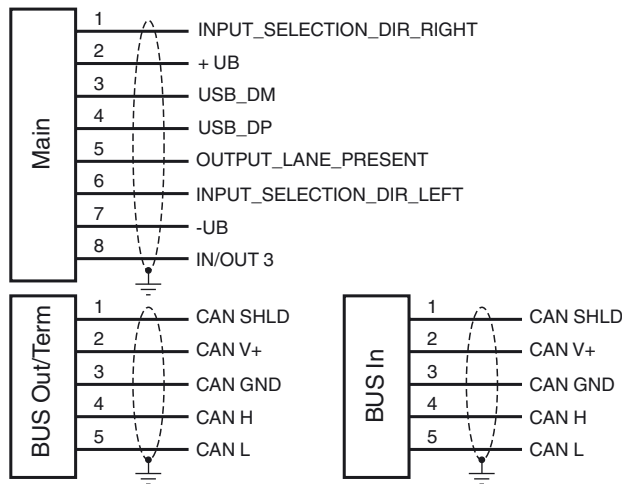 Main
1 INPUT_SELECTION_DIR_RIGHT
2 + UB
3 USB_DM
4 USB_DP
5 OUTPUT_LANE_PRESENT
6 INPUT_SELECTION_DIR_LEFT
7 -UB
8 IN/OUT 3
BUS Out/Term
1 CAN SHLD
2 CAN V+
3 CAN GND
4 CAN H
5 CAN L
BUS In
1 CAN SHLD
2 CAN V+
3 CAN GND
4 CAN H
5 CAN L